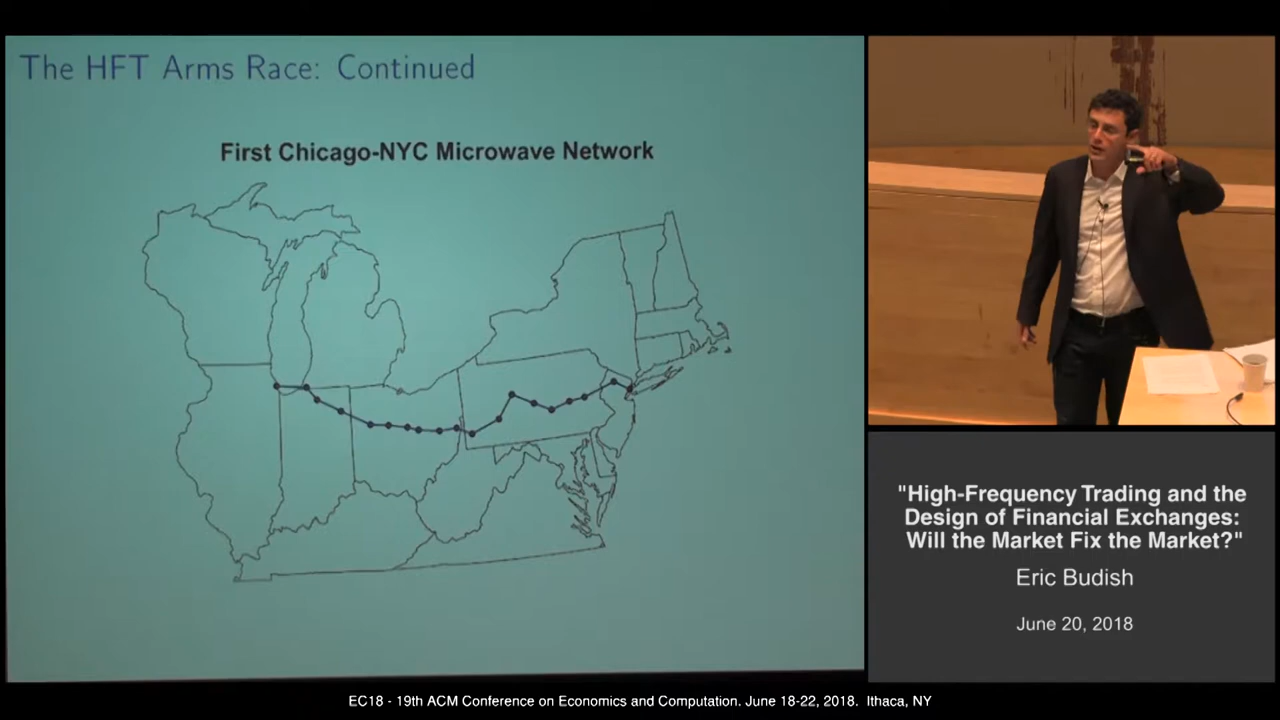 The HFT Arms Race: Continued
First Chicago-NYC Microwave Network
"High-Frequency Trading and the
Design of Financial Exchanges:
Will the Market Fix the Market?"
Eric Budish
June 20, 2018
EC18 - 19th ACM Conference on Economics and Computation. June 18-22, 2018. Ithaca, NY